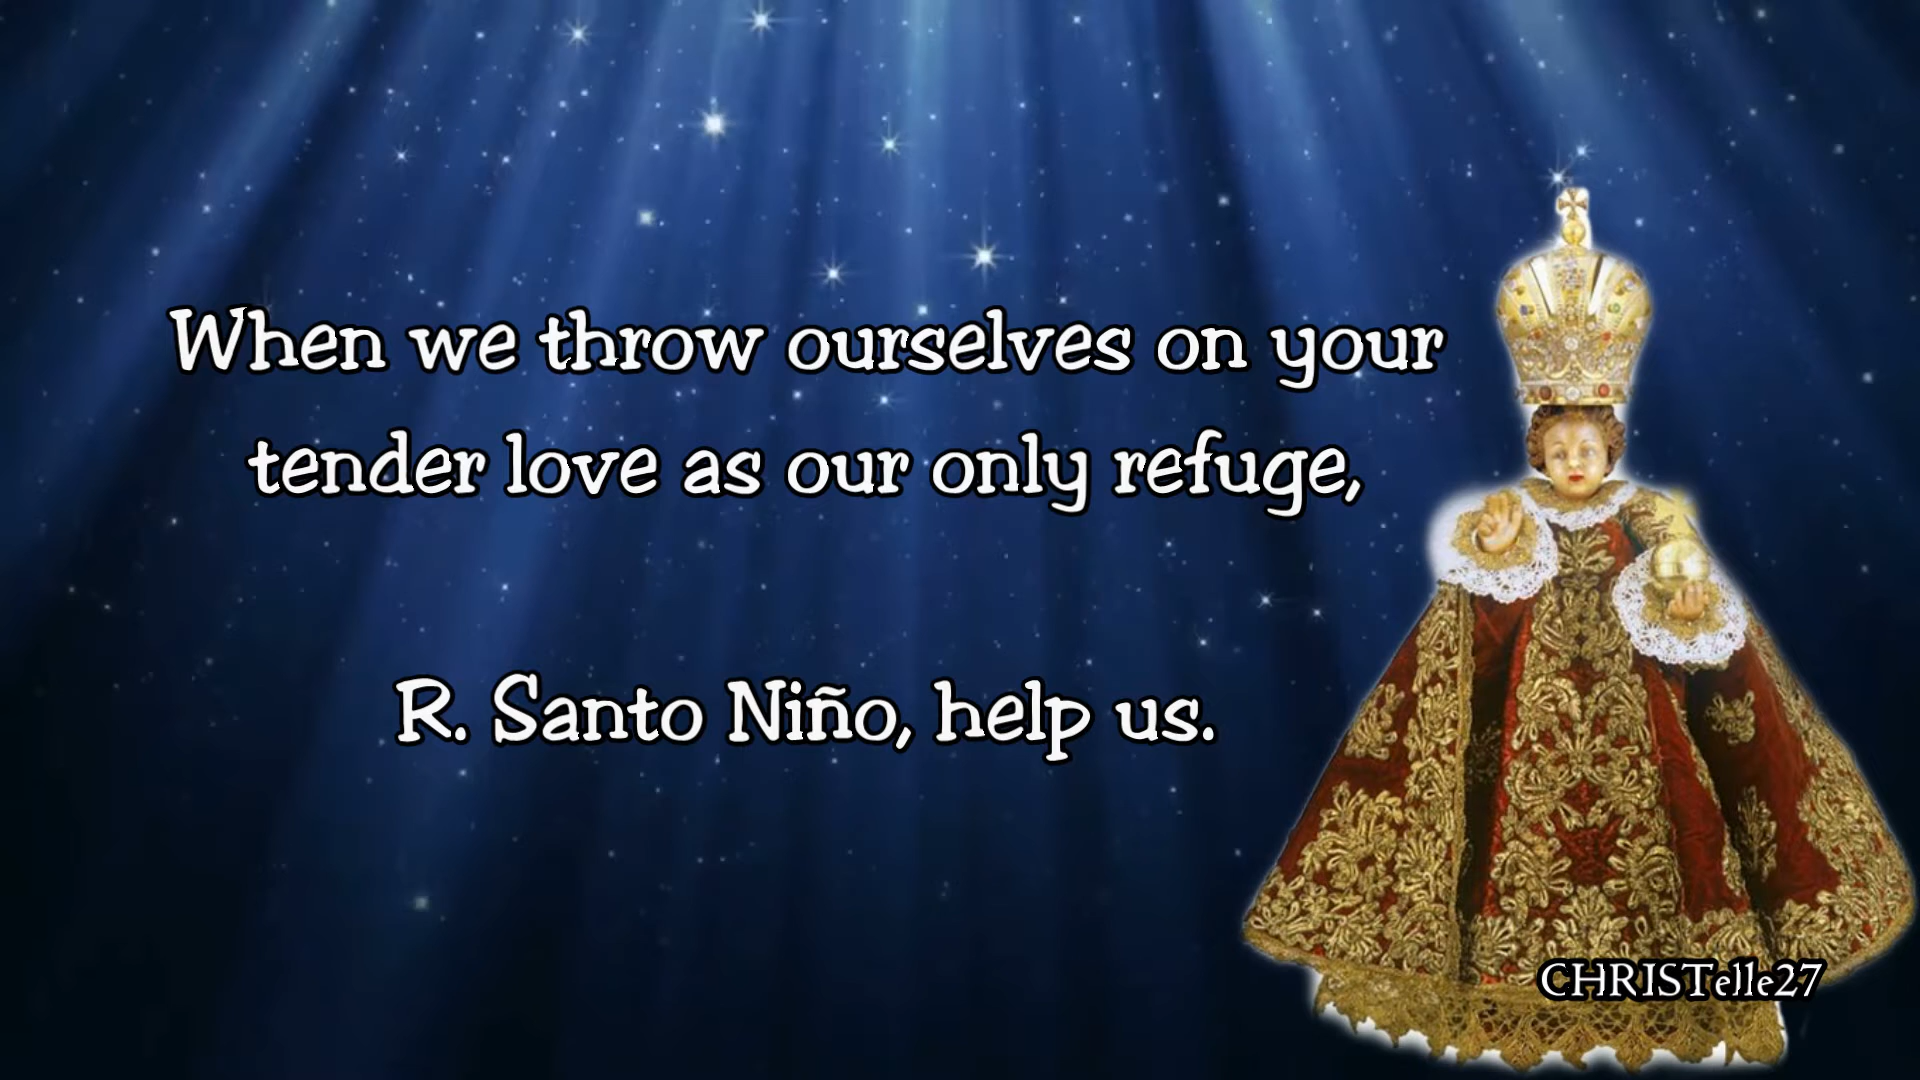 When we throw ourselves on your
tender love as our only refuge,
R. Santo Niño, help us.
CHRISTelle27